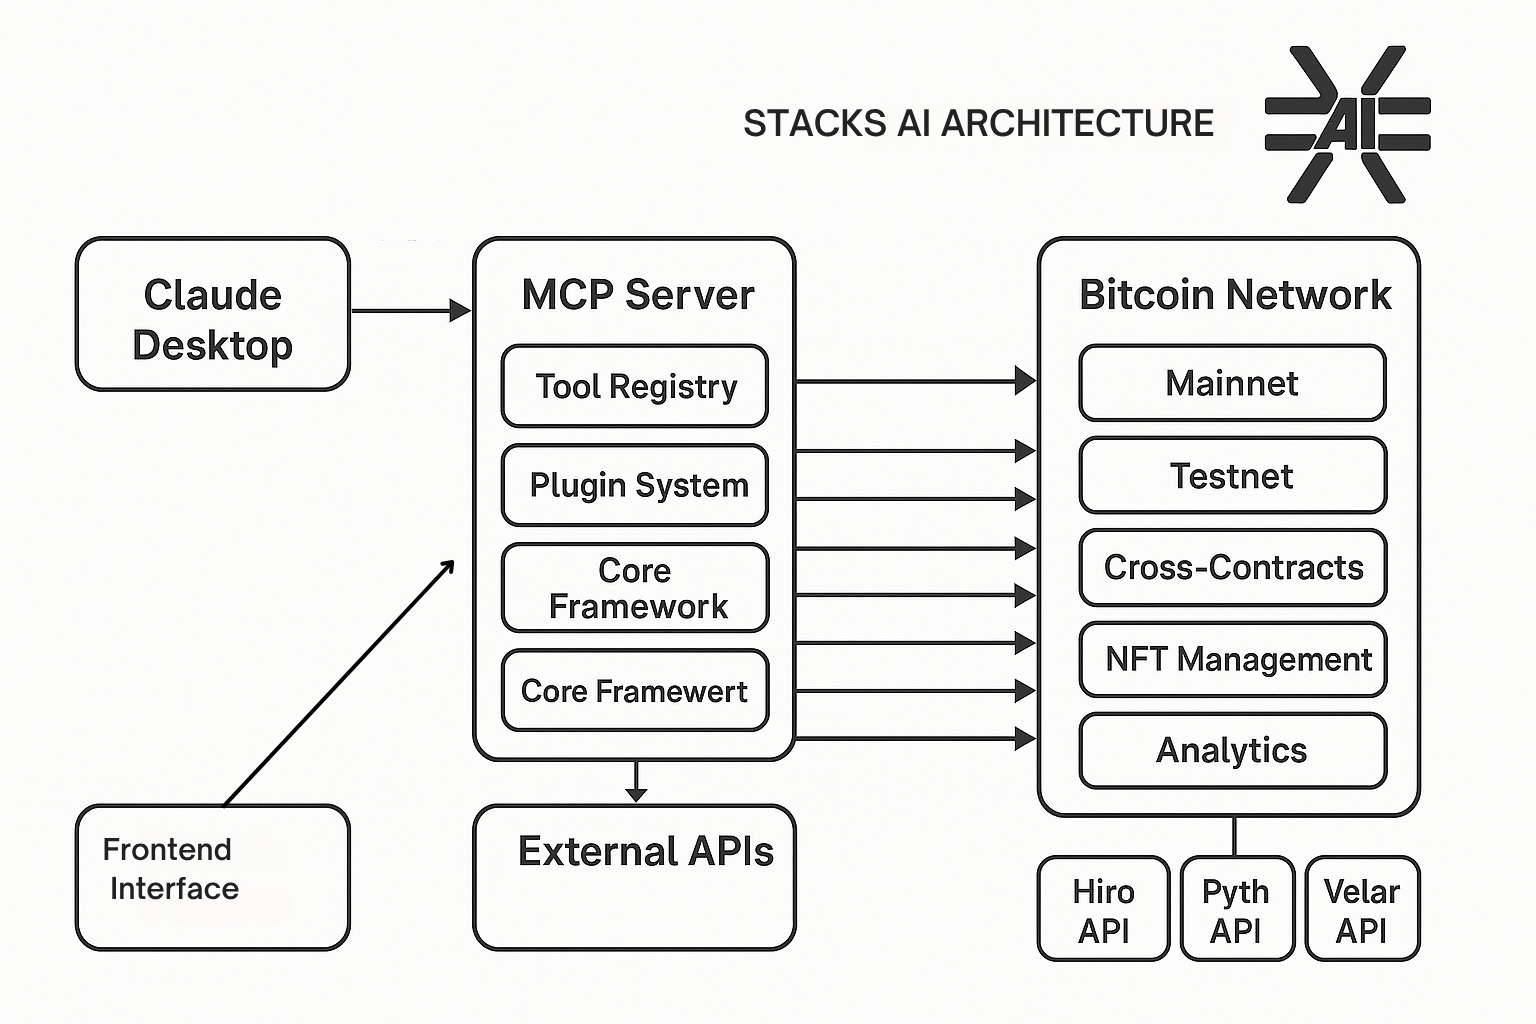 STACKS AI ARCHITECTURE
AI
Claude
Desktop
MCP Server
Tool Registry
Plugin System
Core
Framework
Core Framewert
Bitcoin Network
Mainnet
Testnet
Cross-Contracts
NFT Management
Analytics
Frontend
Interface
External APIs
Hiro
API
Pyth
API
Velar
API